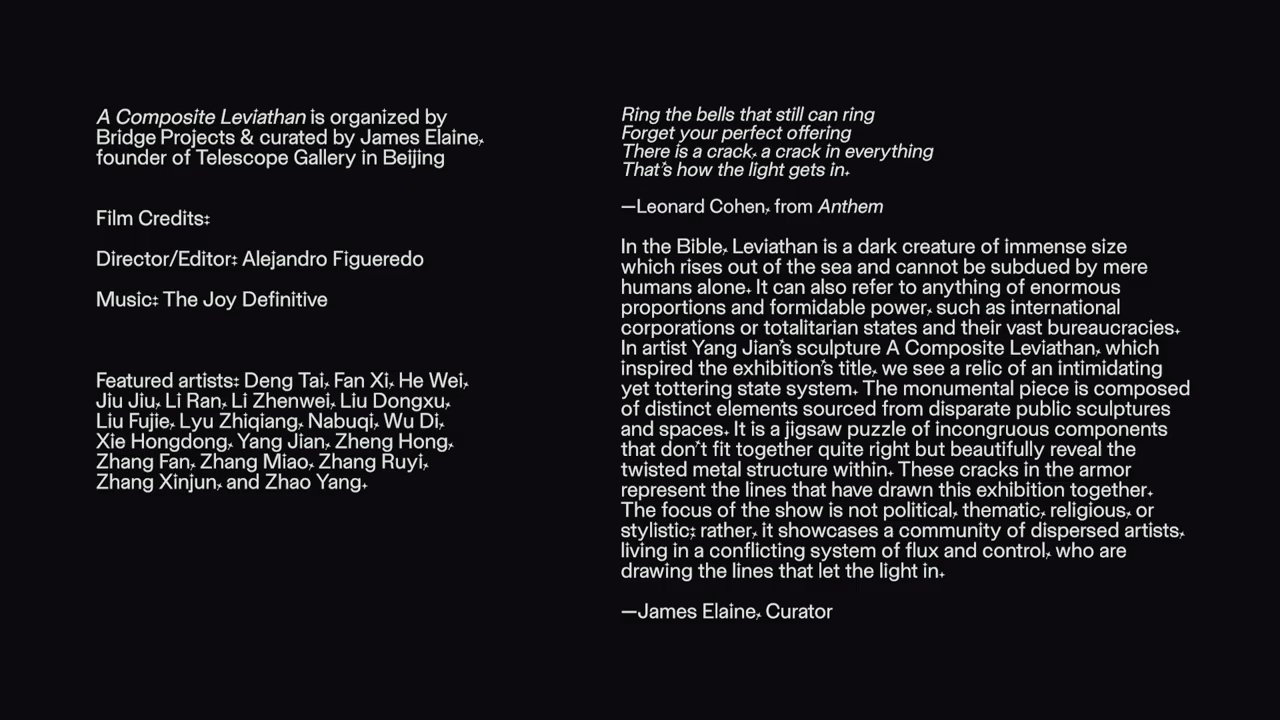 A Composite Leviathan is organized by
Bridge Projects & curated by James Elaine,
founder of Telescope Gallery in Beijing
Film Credits:
Director/Editor: Alejandro Figueredo
Music: The Joy Definitive
Featured artists: Deng Tai, Fan Xi, He Wei,
Jiu Jiu, Li Ran, Li Zhenwei, Liu Dongxu,
Liu Fujie, Lyu Zhiqiang, Nabuqi, Wu Di,
Xie Hongdong, Yang Jian, Zheng Hong,
Zhang Fan, Zhang Miao, Zhang Ruyi,
Zhang Xinjun, and Zhao Yang.
Ring the bells that still can ring
Forget your perfect offering
There is a crack, a crack in everything
That's how the light gets in.
—Leonard Cohen, from Anthem
In the Bible, Leviathan is a dark creature of immense size
which rises out of the sea and cannot be subdued by mere
humans alone. It can also refer to anything of enormous
proportions and formidable power, such as international
corporations or totalitarian states and their vast bureaucracies.
In artist Yang Jian's sculpture A Composite Leviathan, which
inspired the exhibition's title, we see a relic of an intimidating
yet tottering state system. The monumental piece is composed
of distinct elements sourced from disparate public sculptures
and spaces. It is a jigsaw puzzle of incongruous components
that don't fit together quite right but beautifully reveal the
twisted metal structure within. These cracks in the armor
represent the lines that have drawn this exhibition together.
The focus of the show is not political, thematic, religious, or
stylistic; rather, it showcases a community of dispersed artists,
living in a conflicting system of flux and control, who are
drawing the lines that let the light in.
—James Elaine, Curator